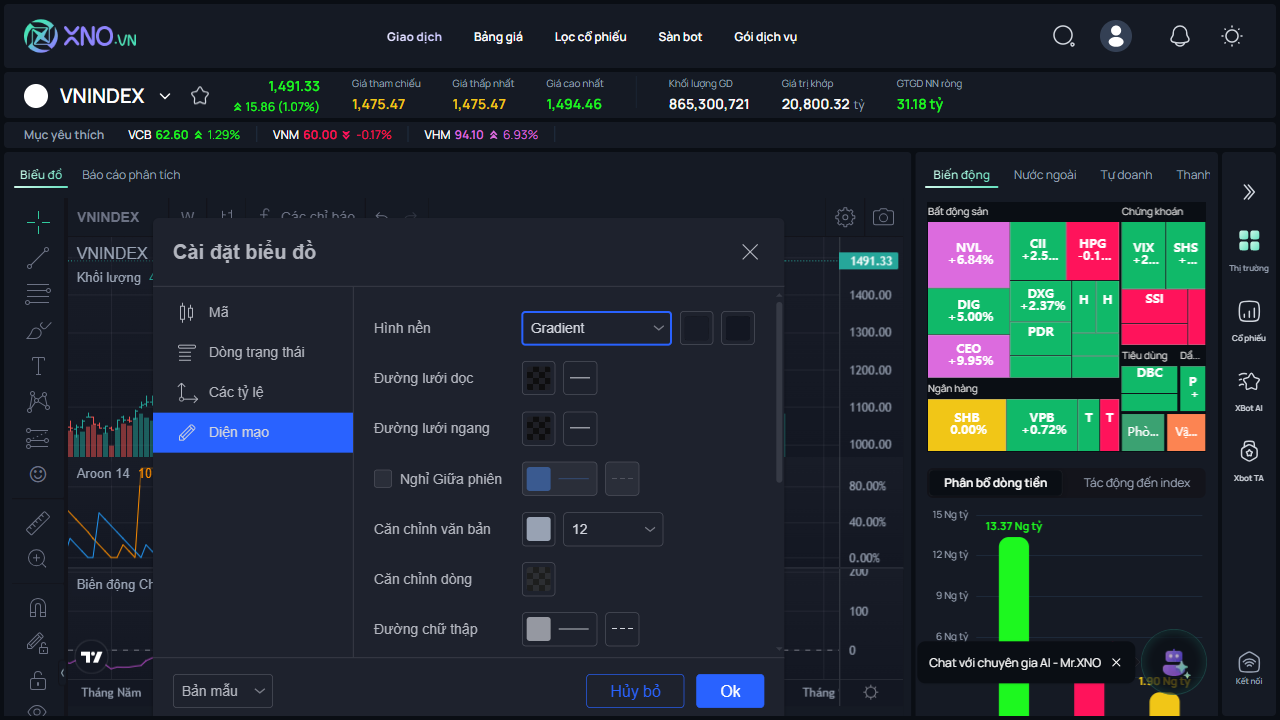 XNO.VN
Giao dịch Bảng giá Lọc cổ phiếu Sàn bot Gói dịch vụ
VNINDEX
1,491.33
15.86 (1.07%)
Giá tham chiếu
1,475.47
Giá thấp nhất
1,475.47
Giá cao nhất
1,494.46
Khối lượng GD
865,300,721
Giá trị khớp
20,800.32 tỷ
GTGD NN ròng
31.18 tỷ
Mục yêu thích VCB 62.60 1.29% VNM 60.00 -0.17% VHM 94.10 6.93%
Biểu đồ Báo cáo phân tích
VNINDEX W Các chỉ báo
VNINDEX
Khối lượng
Aroon 14 10
Tháng Năm
Cài đặt biểu đồ
Mã
Dòng trạng thái
Các tỷ lệ
Diện mạo
Hình nền Gradient
Đường lưới dọc
Đường lưới ngang
Nghỉ Giữa phiên
Căn chỉnh văn bản 12
Căn chỉnh dòng
Đường chữ thập
Bản mẫu Hủy bỏ Ok
1491.33
1400.00
1300.00
1200.00
1100.00
1000.00
80.00%
40.00%
0.00%
200
100
0
Tháng
Biến động Nước ngoài Tự doanh Thanh
Bất động sản
NVL
+6.84%
CII
+2.5...
HPG
-0.1...
DIG
+5.00%
DXG
+2.37%
H H
PDR
CEO
+9.95%
Chứng khoán
VIX
+2...
SHS
+...
SSI
Tiêu dùng
DBC
Dầ...
P
+
Ngân hàng
SHB
0.00%
VPB
+0.72%
T T
Phò...
Vậ...
Phân bổ dòng tiền Tác động đến index
15 Ng tỷ
13.37 Ng tỷ
12 Ng tỷ
9 Ng tỷ
6 Ng tỷ
1.90 Ng tỷ
Chat với chuyên gia AI - Mr.XNO
Thị trường
Cổ phiếu
XBot AI
Xbot TA
Kết nối